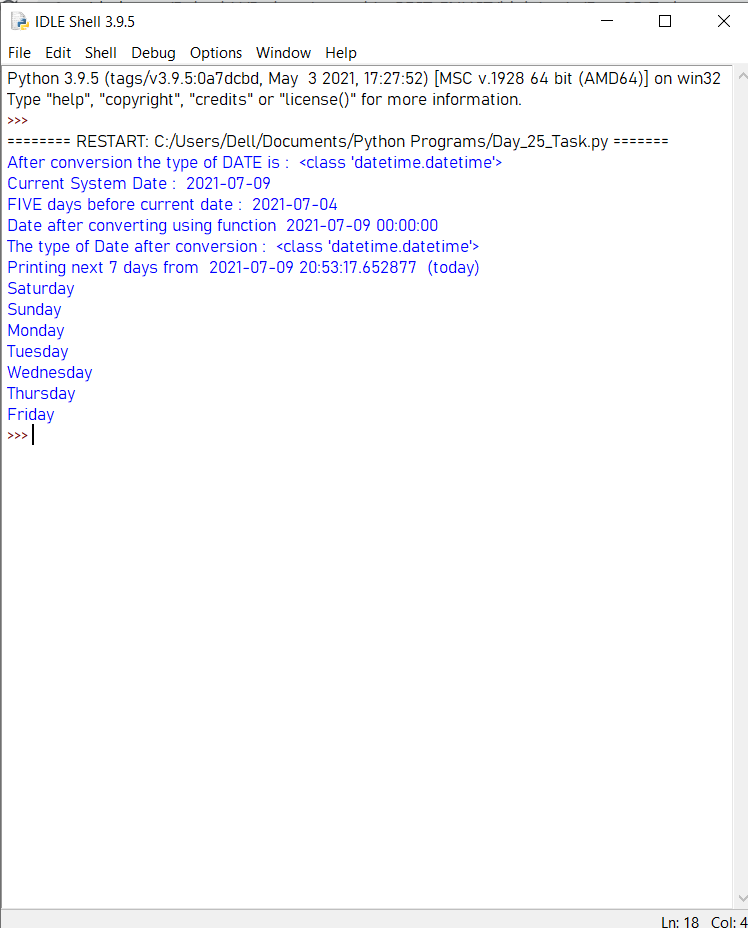 IDLE Shell 3.9.5
File Edit Shell Debug Options Window Help
Python 3.9.5 (tags/v3.9.5:0a7dcbd, May  3 2021, 17:27:52) [MSC v.1928 64 bit (AMD64)] on win32
Type "help", "copyright", "credits" or "license()" for more information.
>>>
======== RESTART: C:/Users/Dell/Documents/Python Programs/Day_25_Task.py =======
After conversion the type of DATE is :  <class 'datetime.datetime'>
Current System Date :  2021-07-09
FIVE days before current date :  2021-07-04
Date after converting using function  2021-07-09 00:00:00
The type of Date after conversion :  <class 'datetime.datetime'>
Printing next 7 days from  2021-07-09 20:53:17.652877  (today)
Saturday
Sunday
Monday
Tuesday
Wednesday
Thursday
Friday
>>>
Ln: 18 Col: 4